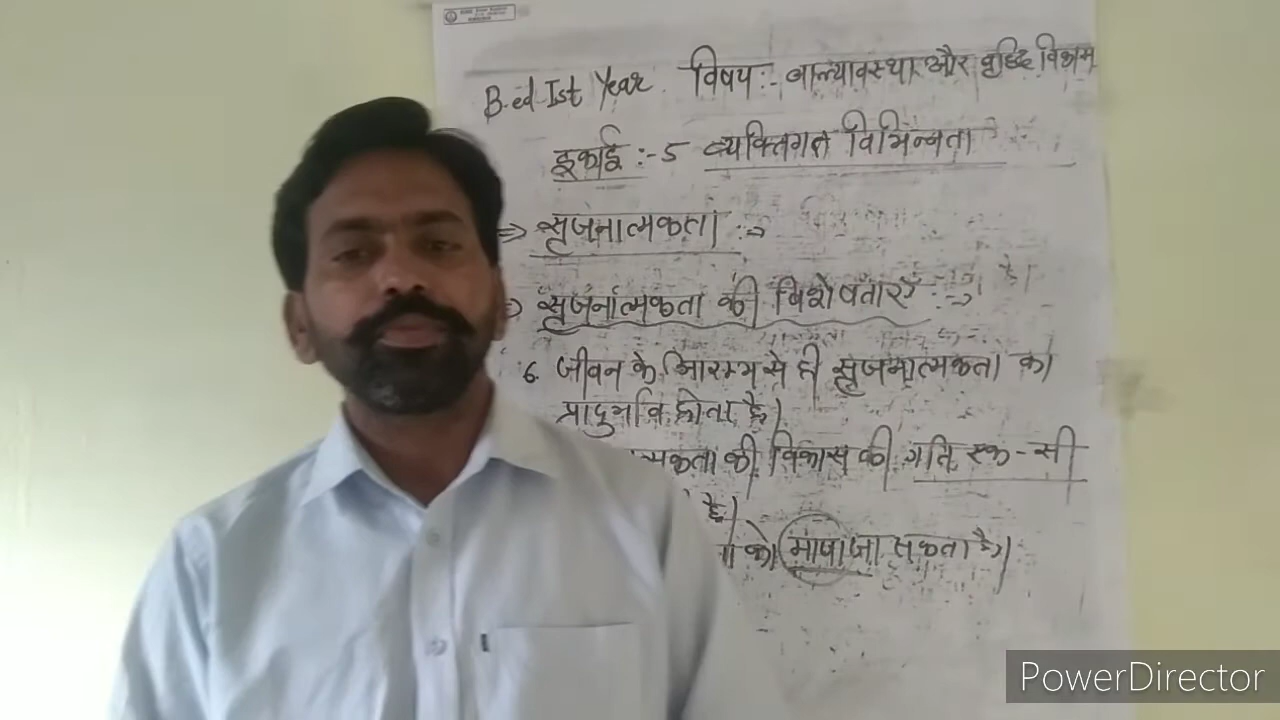 B.ed Ist Year. विषय :- बाल्यावस्था और वृद्धि विकास
इकाई :- 5 व्यक्तिगत विभिन्नता
⇒ सृजनात्मकता :→
⇒ सृजनात्मकता की विशेषताएँ :→
6. जीवन के आरम्भ से ही सृजनात्मकता का
प्रादुर्भाव होता है।
त्मकता की विकास की गति एक - सी
है।
को मापा जा सकता है।
PowerDirector